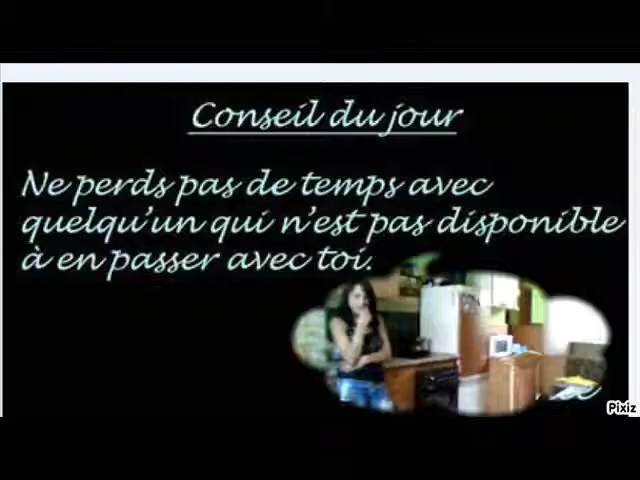 Conseil du jour
Ne perds pas de temps avec
quelqu'un qui n'est pas disponible
à en passer avec toi.
Pixiz